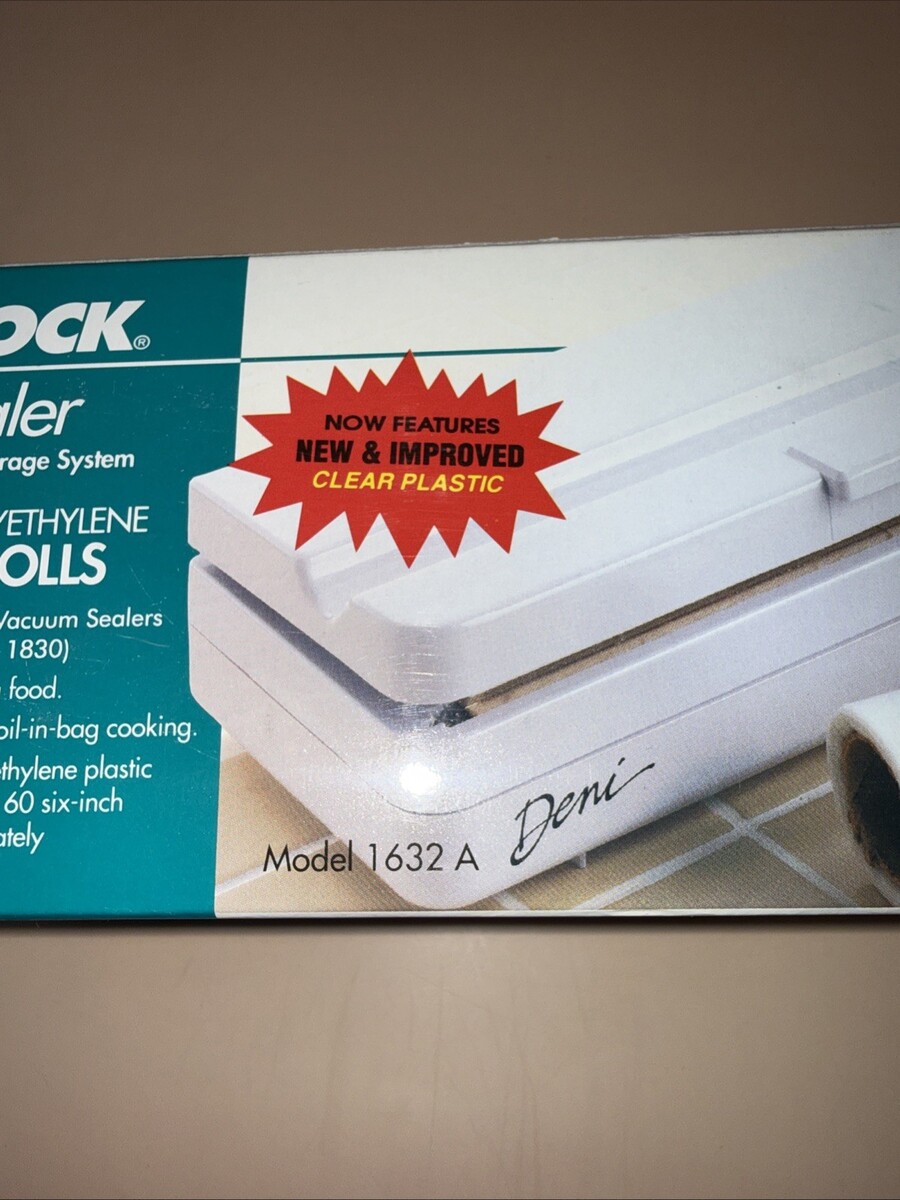 OCK®
aler
rage System
YETHYLENE
OLLS
Vacuum Sealers
1830)
food.
oil-in-bag cooking.
ethylene plastic
60 six-inch
ately
NOW FEATURES
NEW & IMPROVED
CLEAR PLASTIC
Deni
Model 1632 A